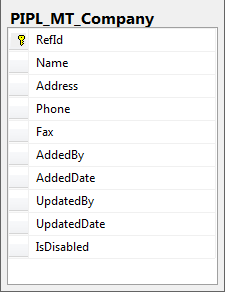 PIPL_MT_Company
RefId
Name
Address
Phone
Fax
AddedBy
AddedDate
UpdatedBy
UpdatedDate
IsDisabled